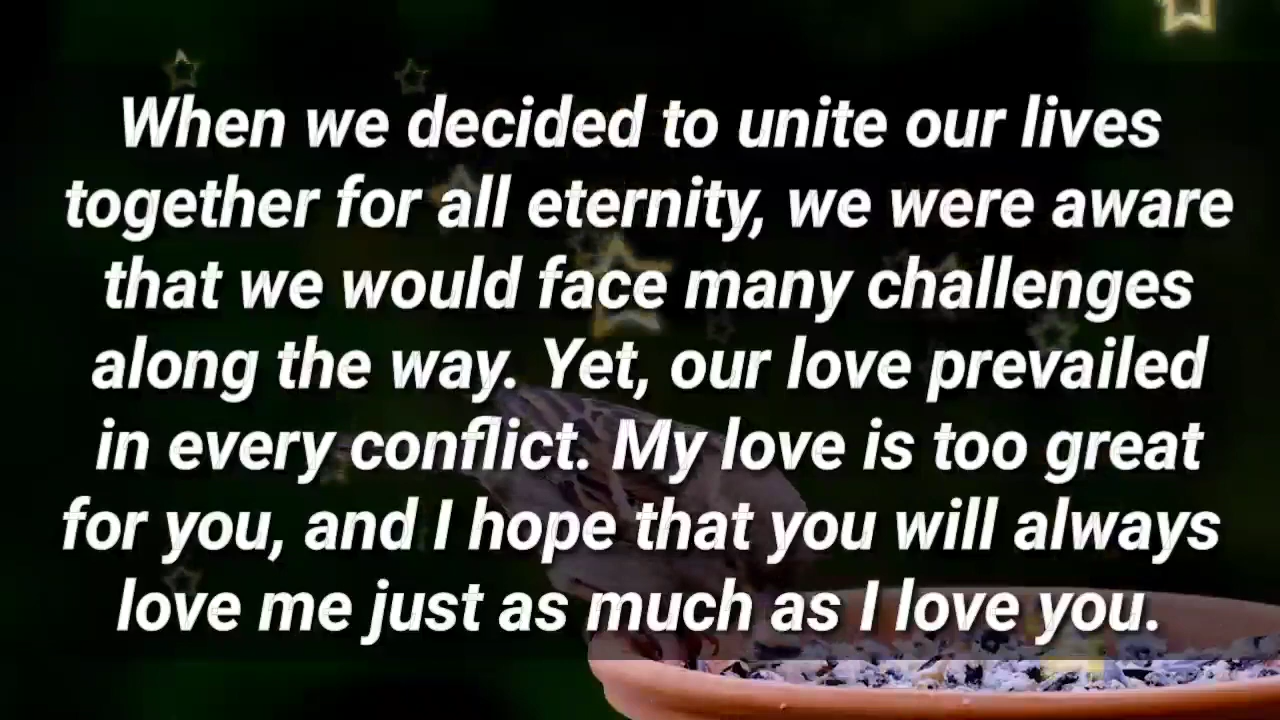 When we decided to unite our lives
together for all eternity, we were aware
that we would face many challenges
along the way. Yet, our love prevailed
in every conflict. My love is too great
for you, and I hope that you will always
love me just as much as I love you.